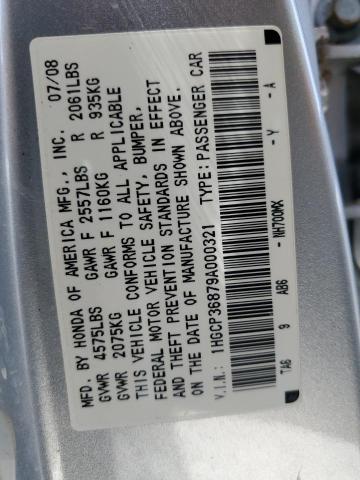 MFD. BY HONDA OF AMERICA MFG., INC. 07/08
GVWR 4575LBS GAWR F 2557LBS R 2061LBS
GVWR 2075KG GAWR F 1160KG R 935KG
THIS VEHICLE CONFORMS TO ALL APPLICABLE
FEDERAL MOTOR VEHICLE SAFETY, BUMPER,
AND THEFT PREVENTION STANDARDS IN EFFECT
ON THE DATE OF MANUFACTURE SHOWN ABOVE.
V.I.N.: 1HGCP36879A000321 TYPE: PASSENGER CAR
TA6 9 AB6 - NH700MX - Y - A